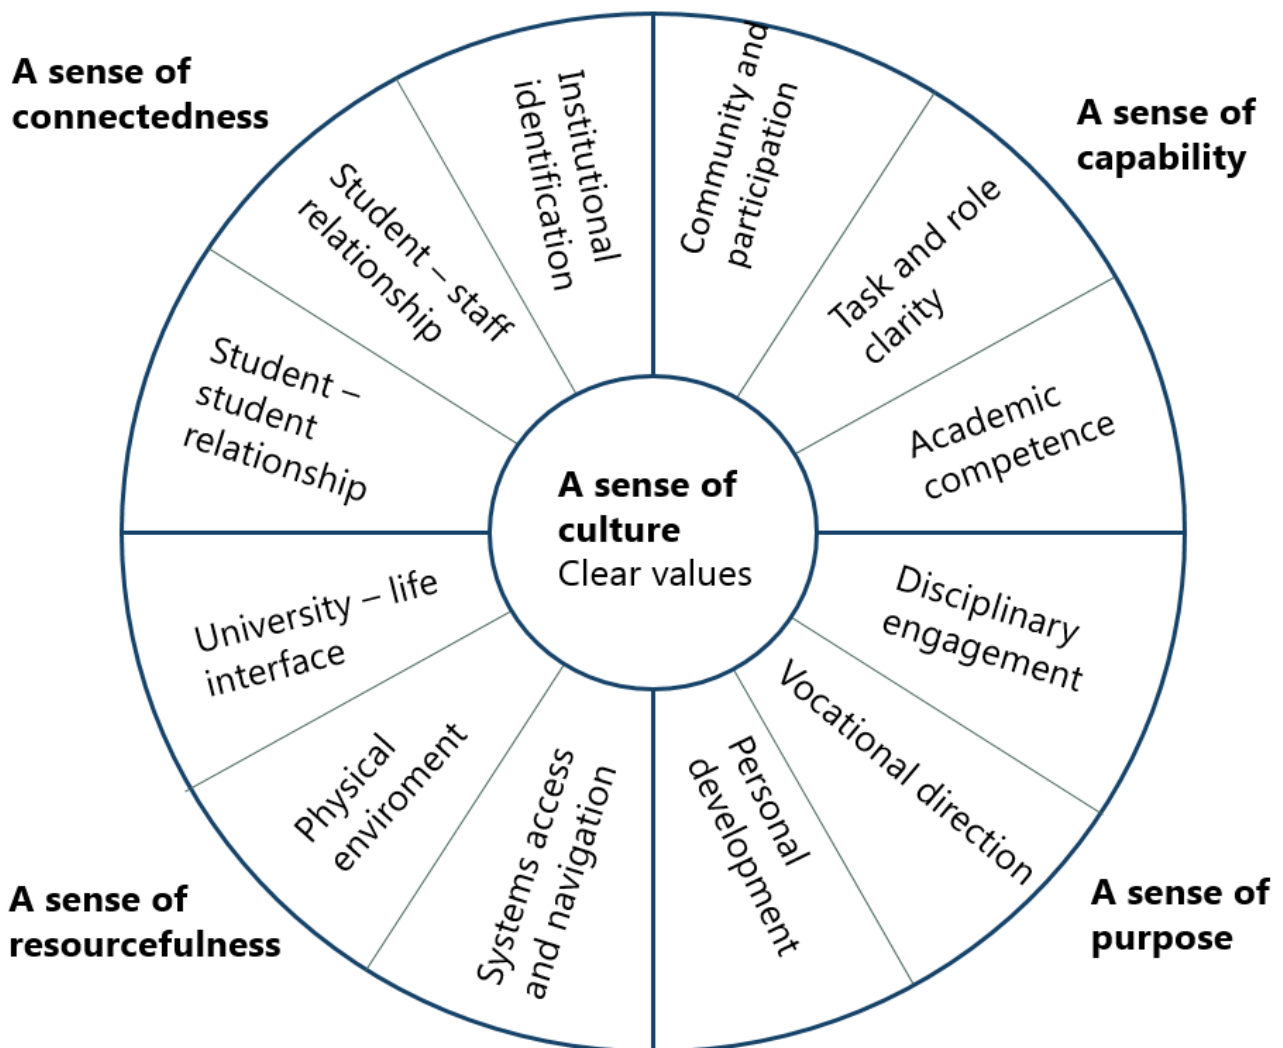 A sense of
connectedness
Institutional
identification
Student – staff
relationship
Student –
student
relationship
A sense of
capability
Community and
participation
Task and role
clarity
Academic
competence
A sense of
culture
Clear values
A sense of
purpose
Disciplinary
engagement
Vocational direction
Personal
development
A sense of
resourcefulness
University – life
interface
Physical
enviroment
Systems access
and navigation